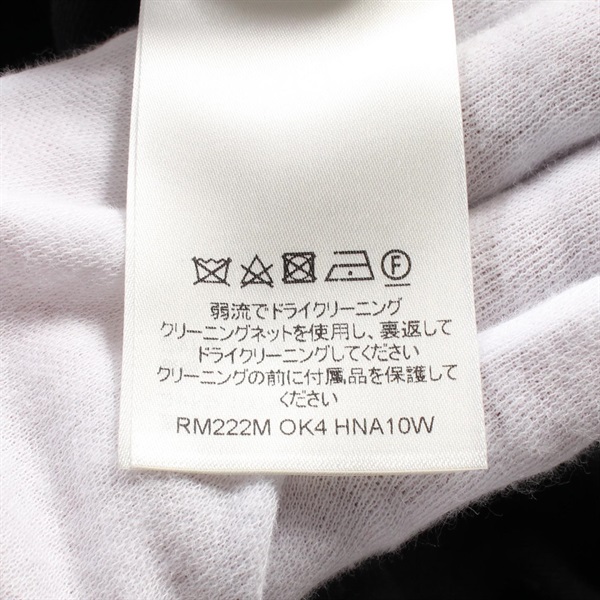 F
弱流でドライクリーニング
クリーニングネットを使用し、裏返して
ドライクリーニングしてください
クリーニングの前に付属品を保護して
ください
RM222M OK4 HNA10W